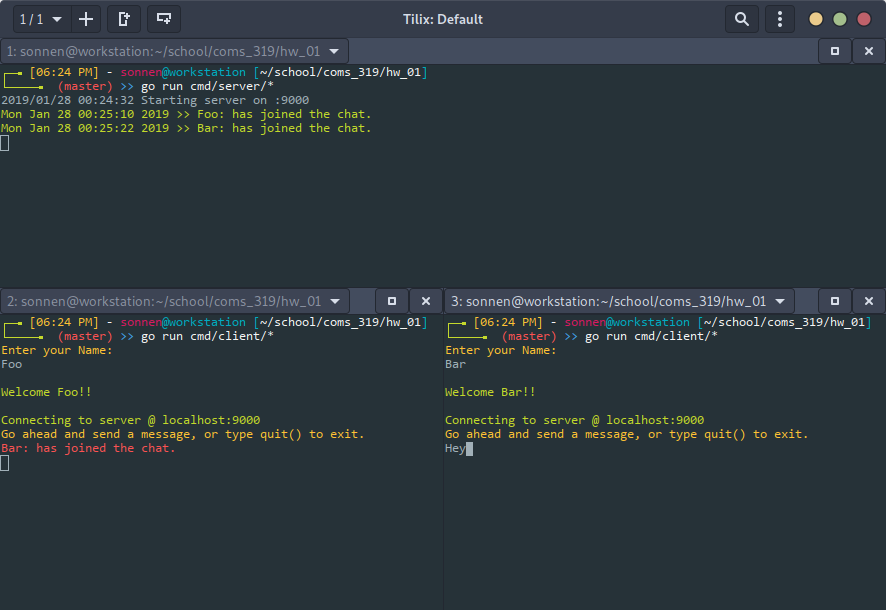 1 / 1
Tilix: Default
1: sonnen@workstation:~/school/coms_319/hw_01
[06:24 PM] - sonnen@workstation [~/school/coms_319/hw_01]
(master) >> go run cmd/server/*
2019/01/28 00:24:32 Starting server on :9000
Mon Jan 28 00:25:10 2019 >> Foo: has joined the chat.
Mon Jan 28 00:25:22 2019 >> Bar: has joined the chat.
2: sonnen@workstation:~/school/coms_319/hw_01
[06:24 PM] - sonnen@workstation [~/school/coms_319/hw_01]
(master) >> go run cmd/client/*
Enter your Name:
Foo
Welcome Foo!!
Connecting to server @ localhost:9000
Go ahead and send a message, or type quit() to exit.
Bar: has joined the chat.
3: sonnen@workstation:~/school/coms_319/hw_01
[06:24 PM] - sonnen@workstation [~/school/coms_319/hw_01]
(master) >> go run cmd/client/*
Enter your Name:
Bar
Welcome Bar!!
Connecting to server @ localhost:9000
Go ahead and send a message, or type quit() to exit.
Hey